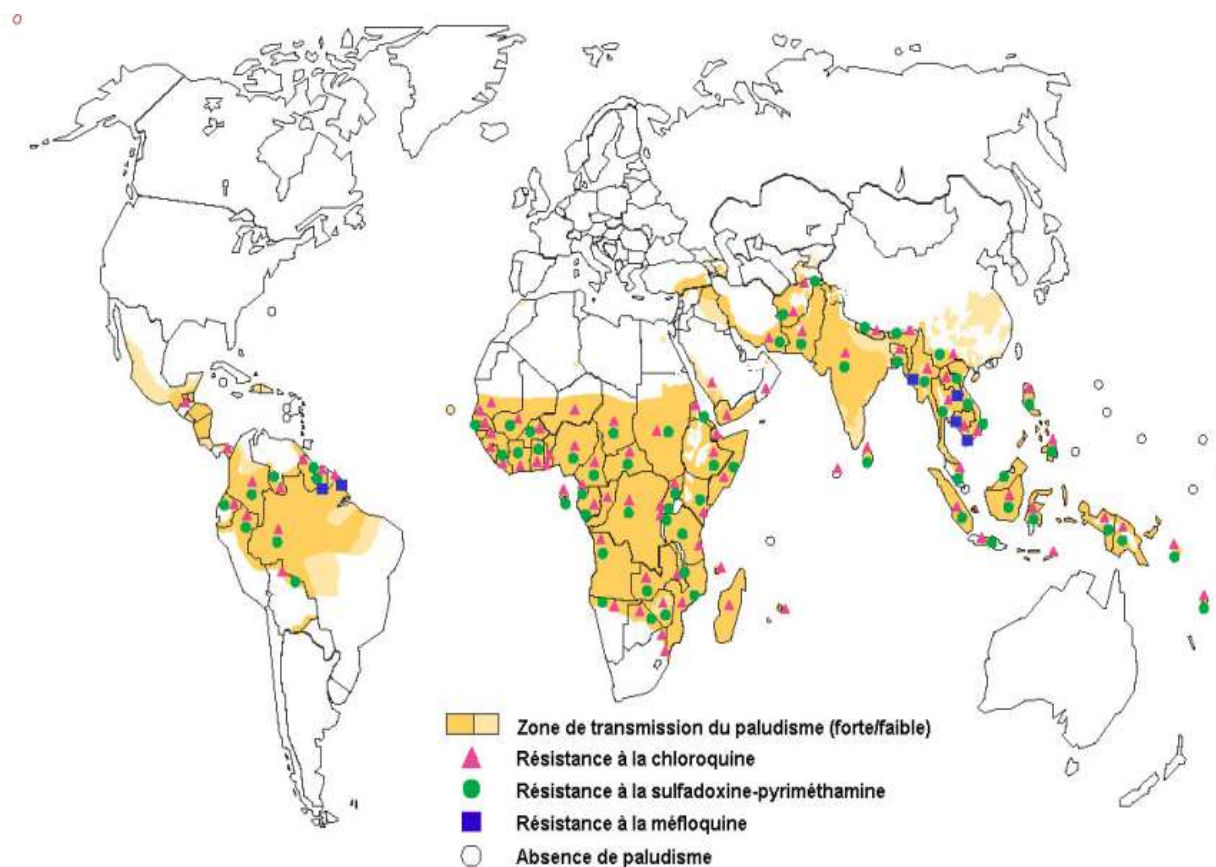 o
Zone de transmission du paludisme (forte/faible)
Résistance à la chloroquine
Résistance à la sulfadoxine-pyriméthamine
Résistance à la méfloquine
Absence de paludisme